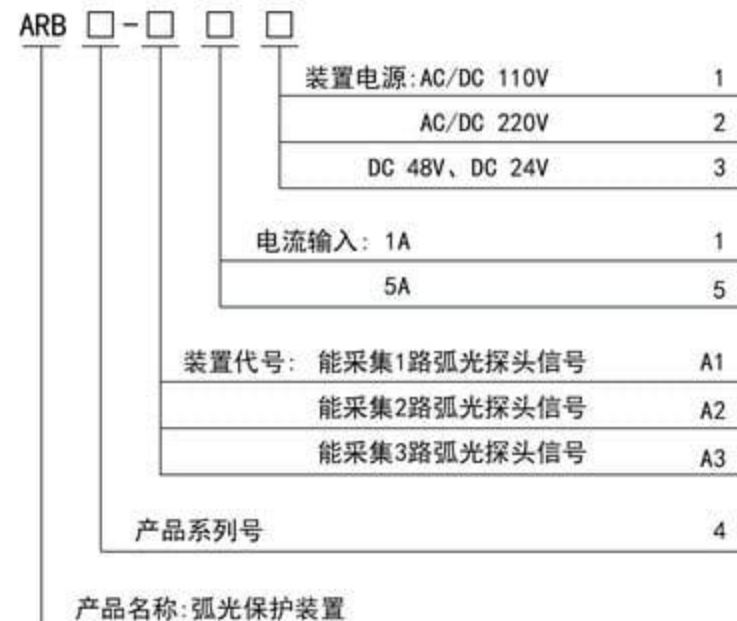 ARB □-□ □ □
装置电源:AC/DC 110V 1
AC/DC 220V 2
DC 48V、DC 24V 3
电流输入: 1A 1
5A 5
装置代号: 能采集1路弧光探头信号 A1
能采集2路弧光探头信号 A2
能采集3路弧光探头信号 A3
产品系列号 4
产品名称:弧光保护装置